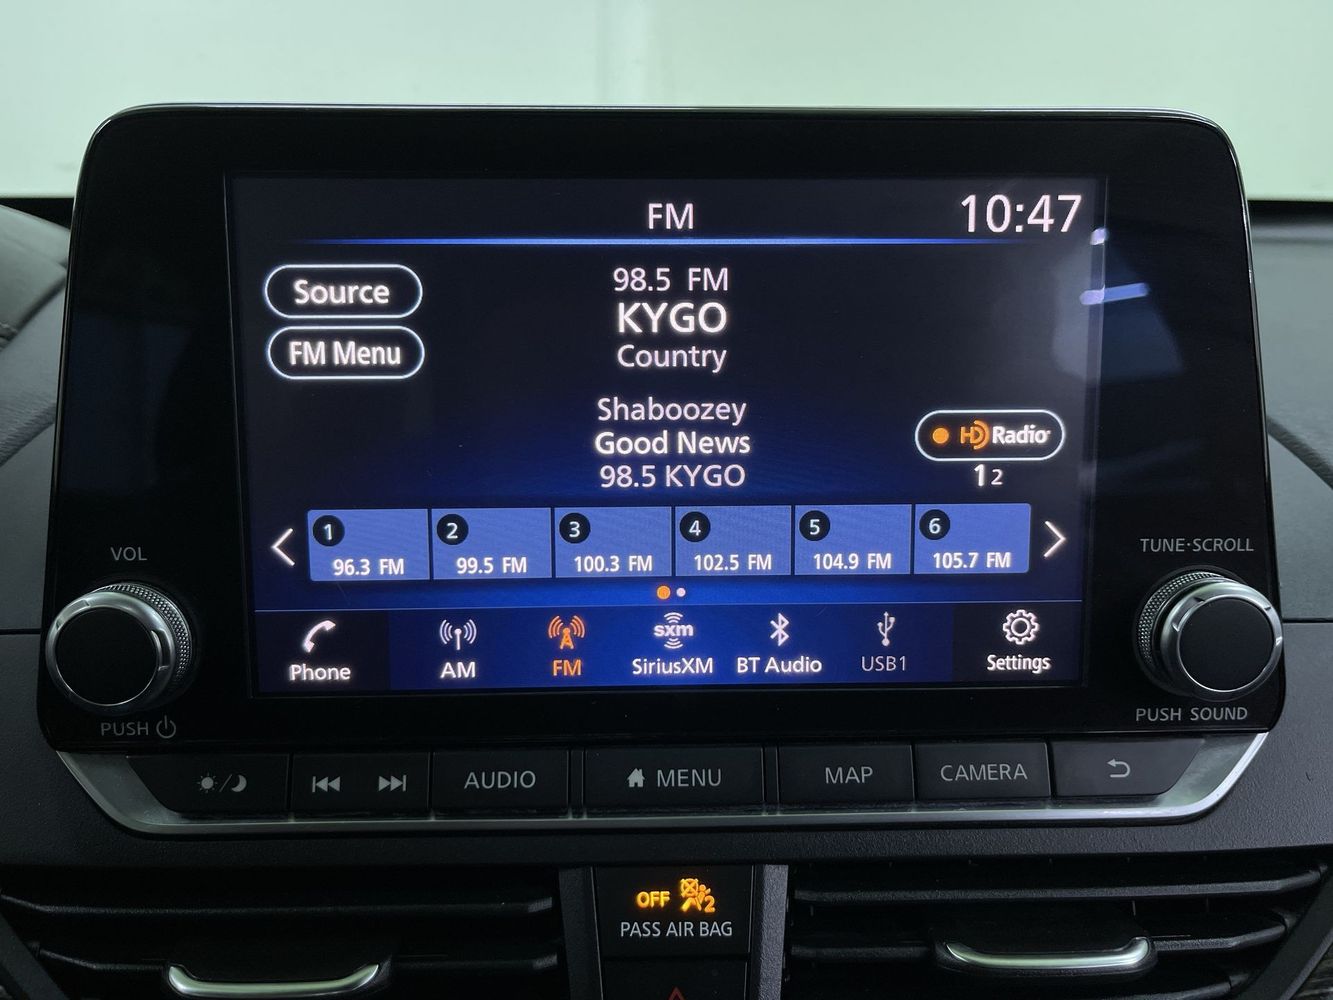 FM
10:47
Source
FM Menu
98.5 FM
KYGO
Country
Shaboozey
Good News
98.5 KYGO
HD Radio
1 2
1 2 3 4 5 6
96.3 FM 99.5 FM 100.3 FM 102.5 FM 104.9 FM 105.7 FM
Phone AM FM SiriusXM BT Audio USB1 Settings
sxm
VOL
PUSH
TUNE·SCROLL
PUSH SOUND
AUDIO MENU MAP CAMERA
OFF 2
PASS AIR BAG